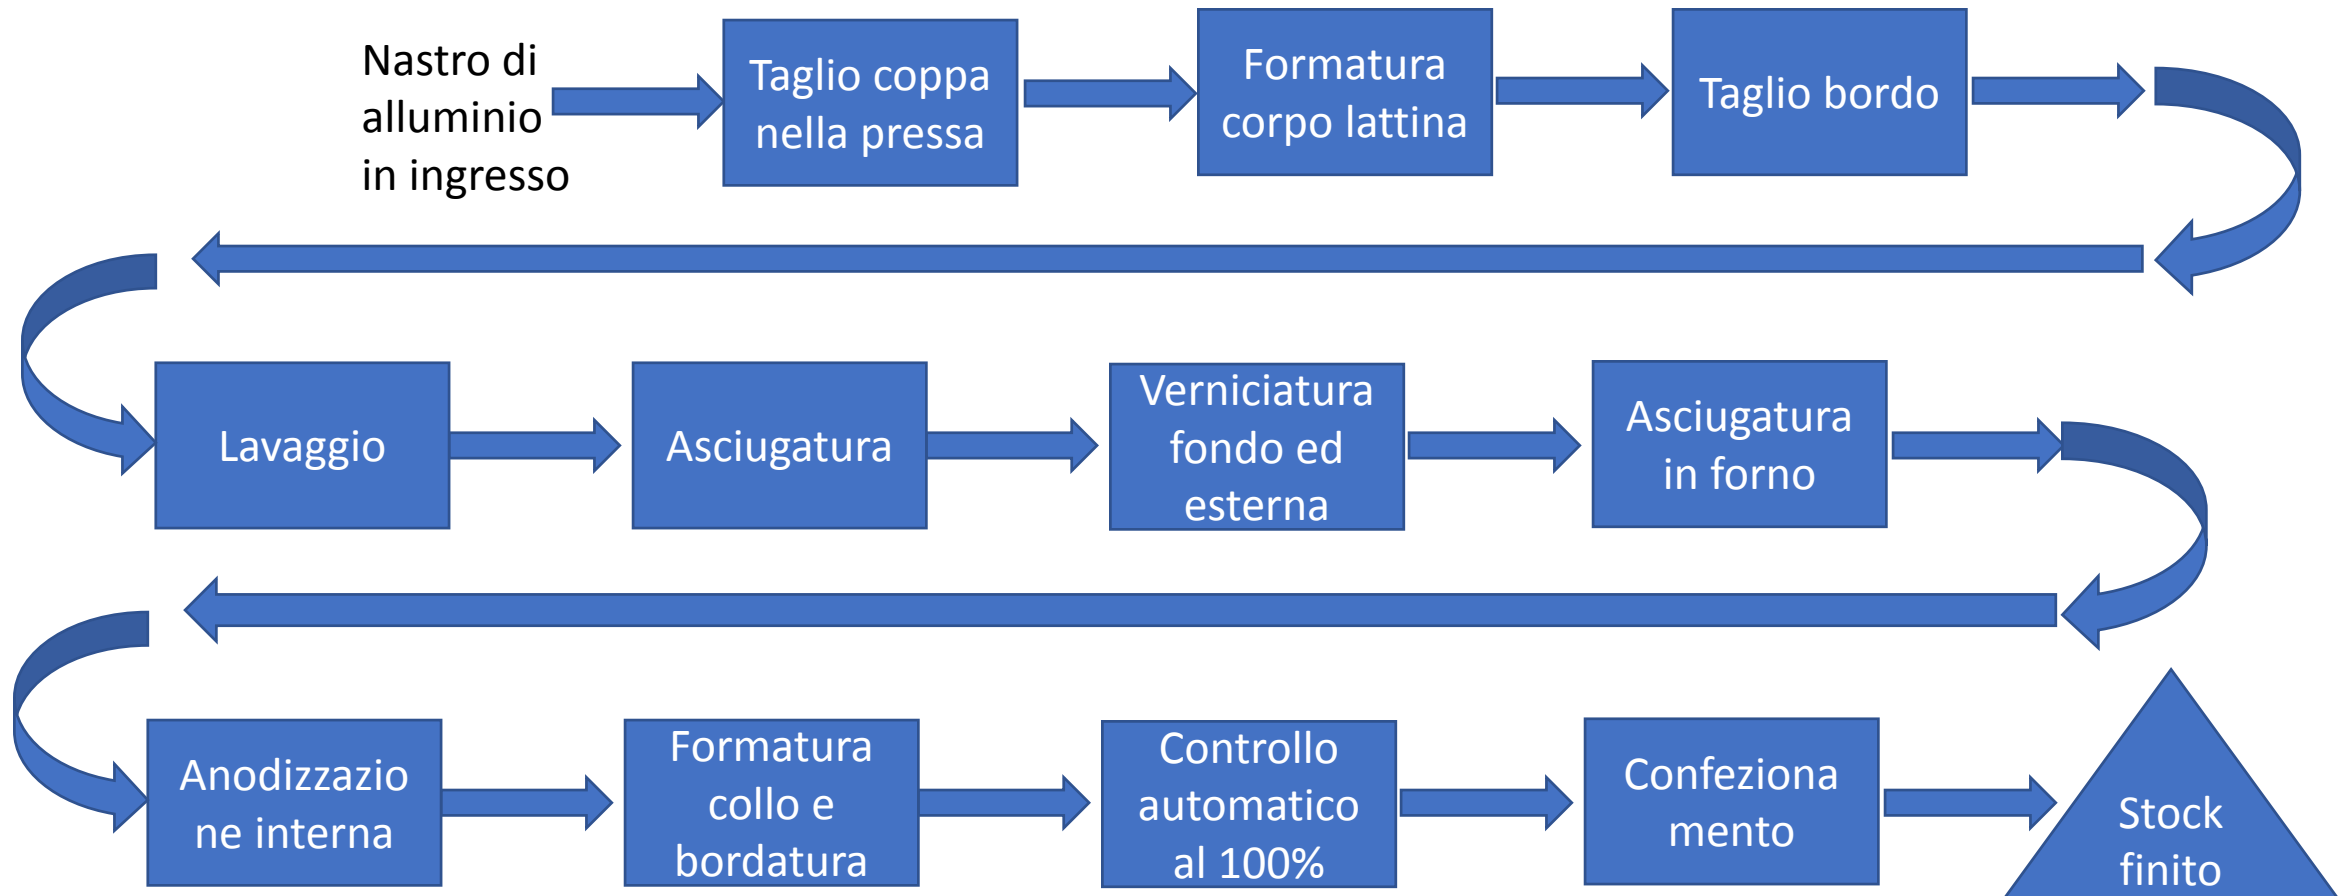 Nastro di
alluminio
in ingresso
Taglio coppa
nella pressa
Formatura
corpo lattina
Taglio bordo
Lavaggio
Asciugatura
Verniciatura
fondo ed
esterna
Asciugatura
in forno
Anodizzazio
ne interna
Formatura
collo e
bordatura
Controllo
automatico
al 100%
Confeziona
mento
Stock
finito